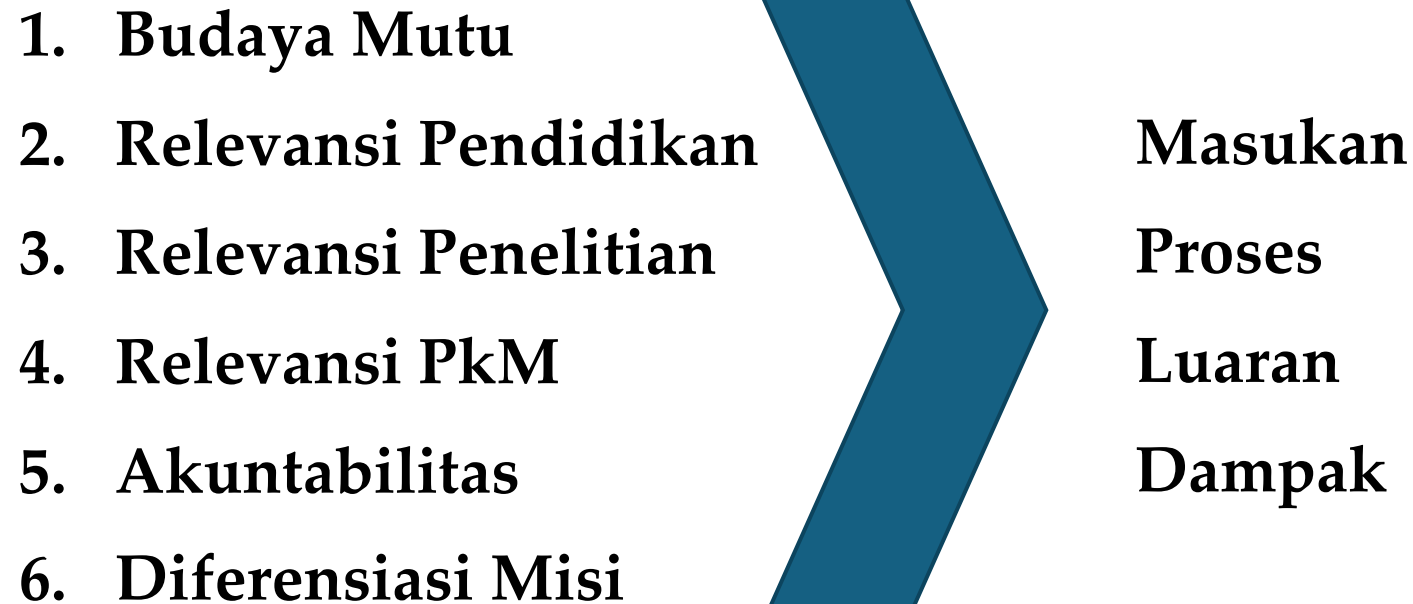 1. Budaya Mutu
2. Relevansi Pendidikan
3. Relevansi Penelitian
4. Relevansi PkM
5. Akuntabilitas
6. Diferensiasi Misi
Masukan
Proses
Luaran
Dampak